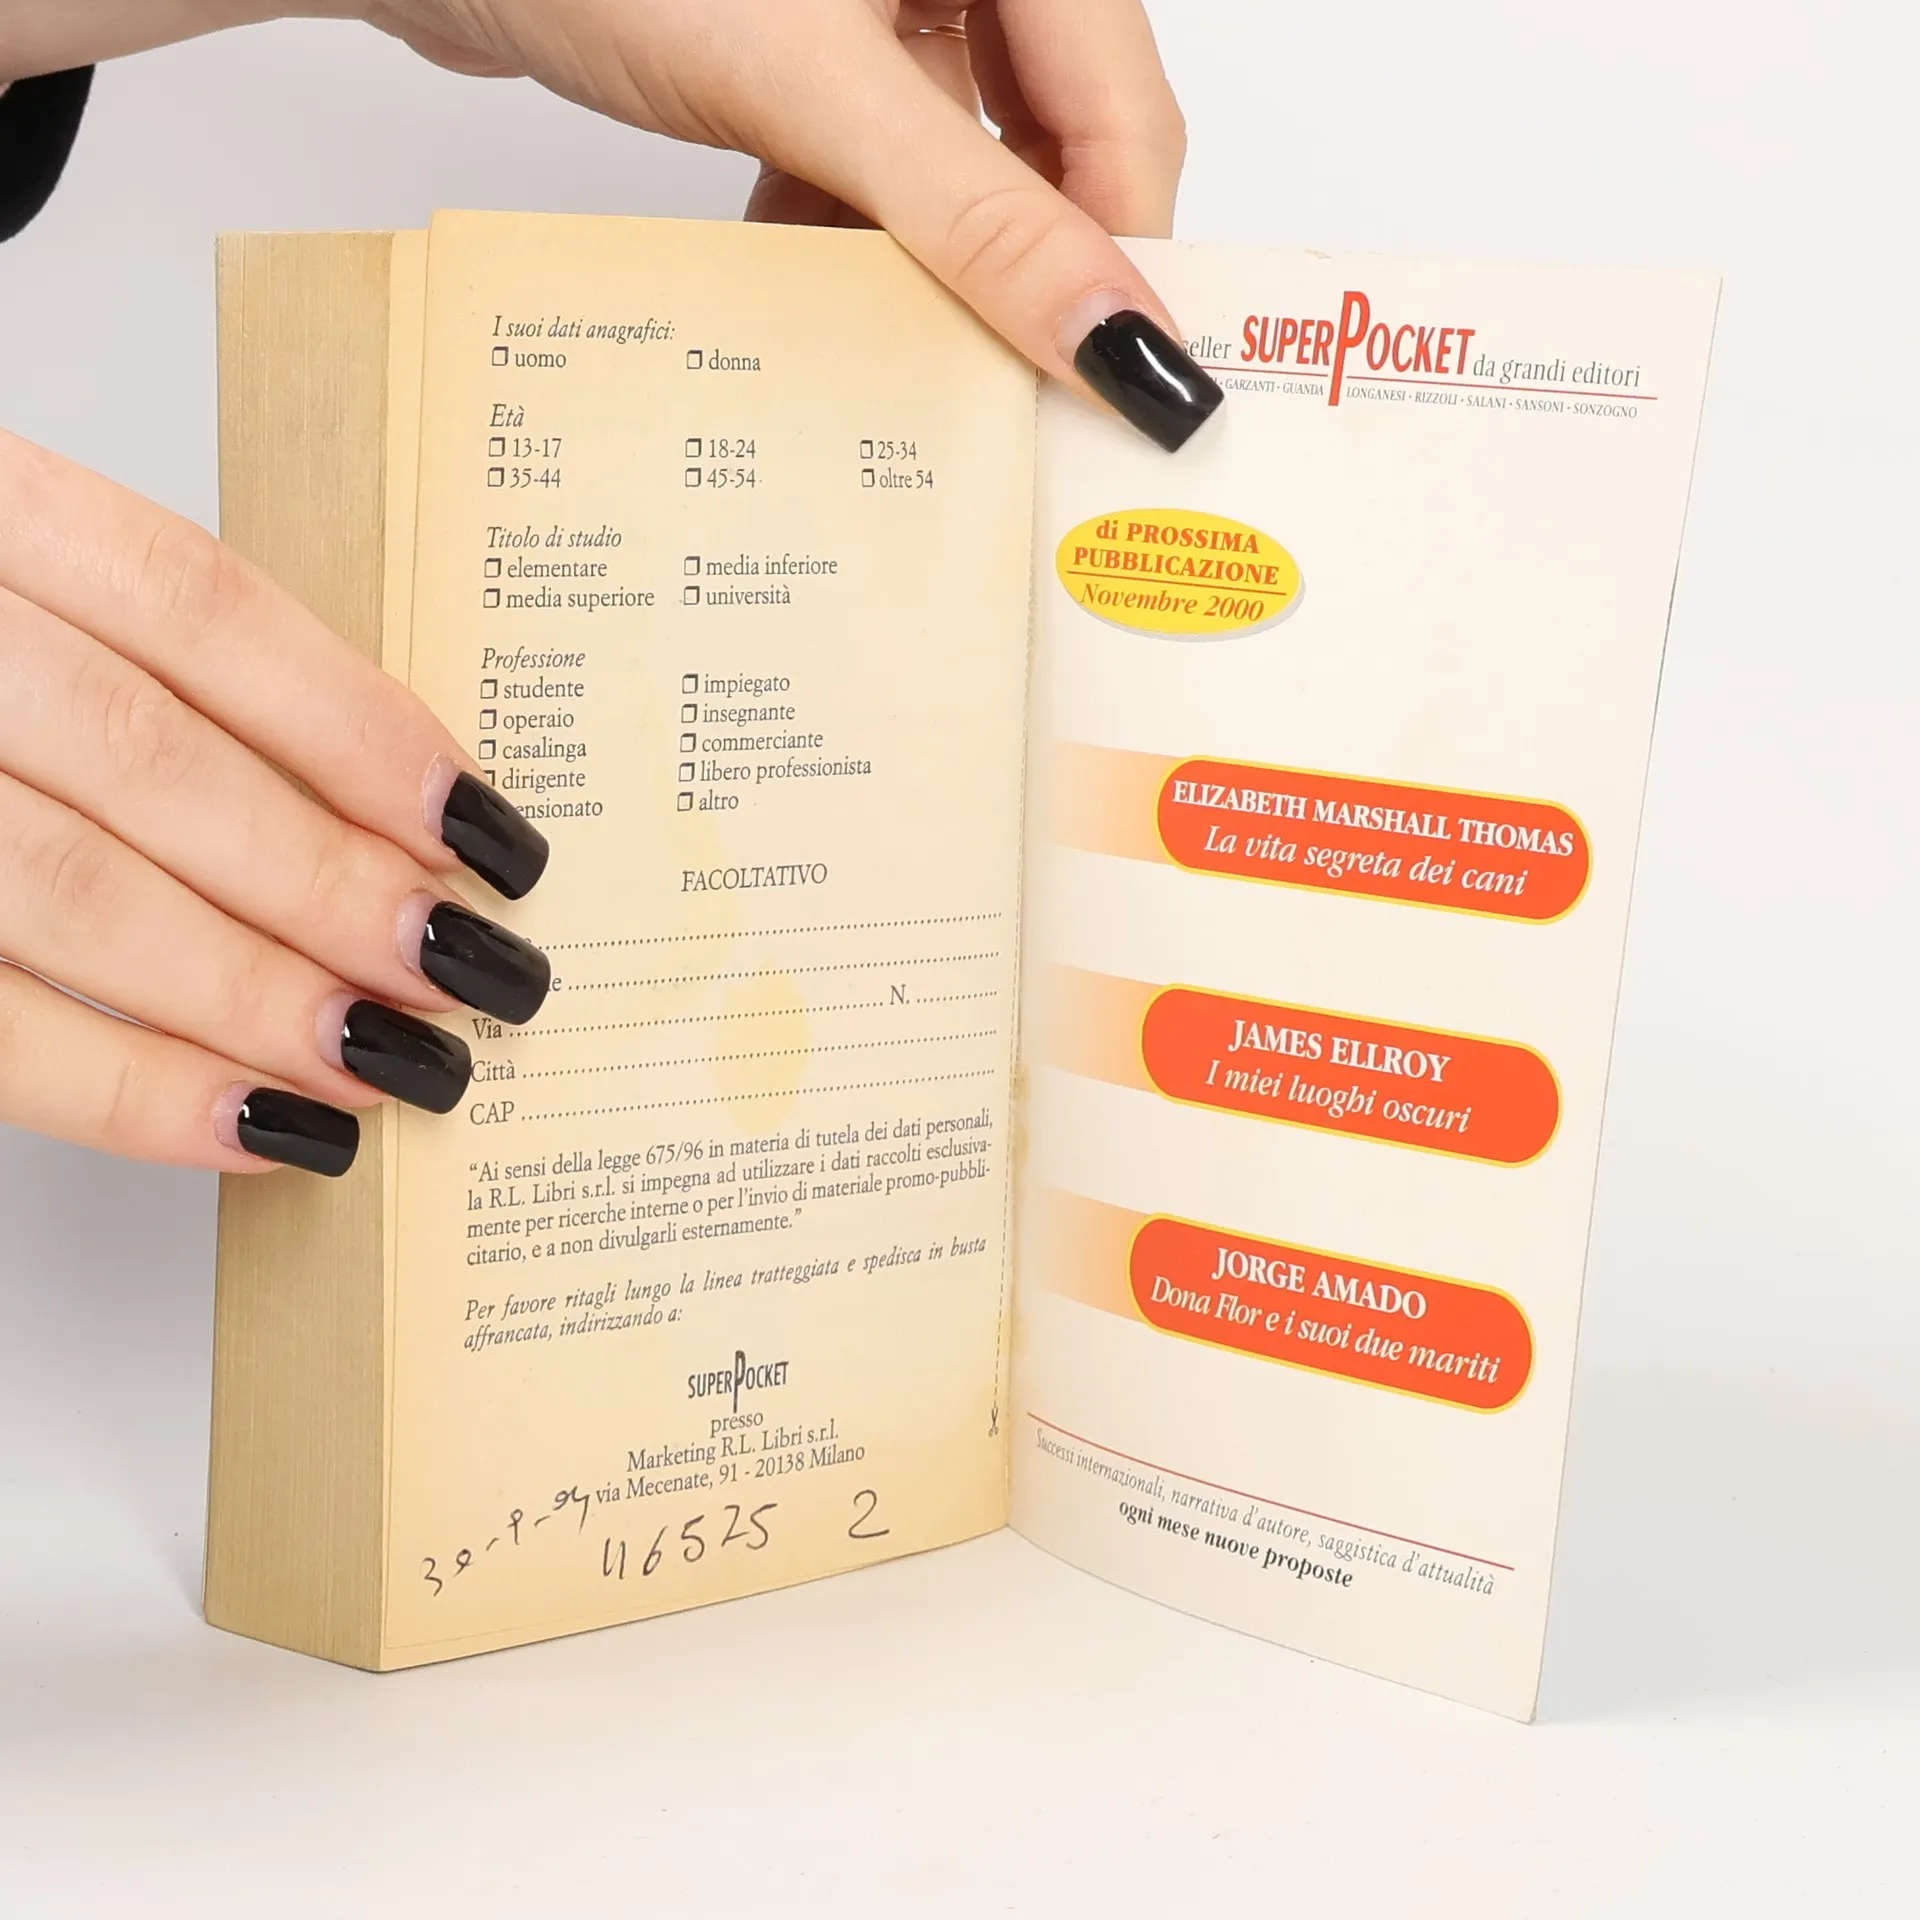 I suoi dati anagrafici:
❐ uomo ❐ donna
Età
❐ 13-17 ❐ 18-24 ❐ 25-34
❐ 35-44 ❐ 45-54 ❐ oltre 54
Titolo di studio
❐ elementare ❐ media inferiore
❐ media superiore ❐ università
Professione
❐ studente ❐ impiegato
❐ operaio ❐ insegnante
❐ casalinga ❐ commerciante
❐ dirigente ❐ libero professionista
ensionato ❐ altro
FACOLTATIVO
Via ........ N. ........
Città ........
CAP ........
“Ai sensi della legge 675/96 in materia di tutela dei dati personali,
la R.L. Libri s.r.l. si impegna ad utilizzare i dati raccolti esclusiva-
mente per ricerche interne o per l’invio di materiale promo-pubbli-
citario, e a non divulgarli esternamente.”
Per favore ritagli lungo la linea tratteggiata e spedisca in busta
affrancata, indirizzando a:
SUPERPOCKET
presso
Marketing R.L. Libri s.r.l.
via Mecenate, 91 - 20138 Milano
46525 2
eller SUPERPOCKET da grandi editori
• GARZANTI • GUANDA LONGANESI • RIZZOLI • SALANI • SANSONI • SONZOGNO
di PROSSIMA
PUBBLICAZIONE
Novembre 2000
ELIZABETH MARSHALL THOMAS
La vita segreta dei cani
JAMES ELLROY
I miei luoghi oscuri
JORGE AMADO
Dona Flor e i suoi due mariti
Successi internazionali, narrativa d’autore, saggistica d’attualità
ogni mese nuove proposte